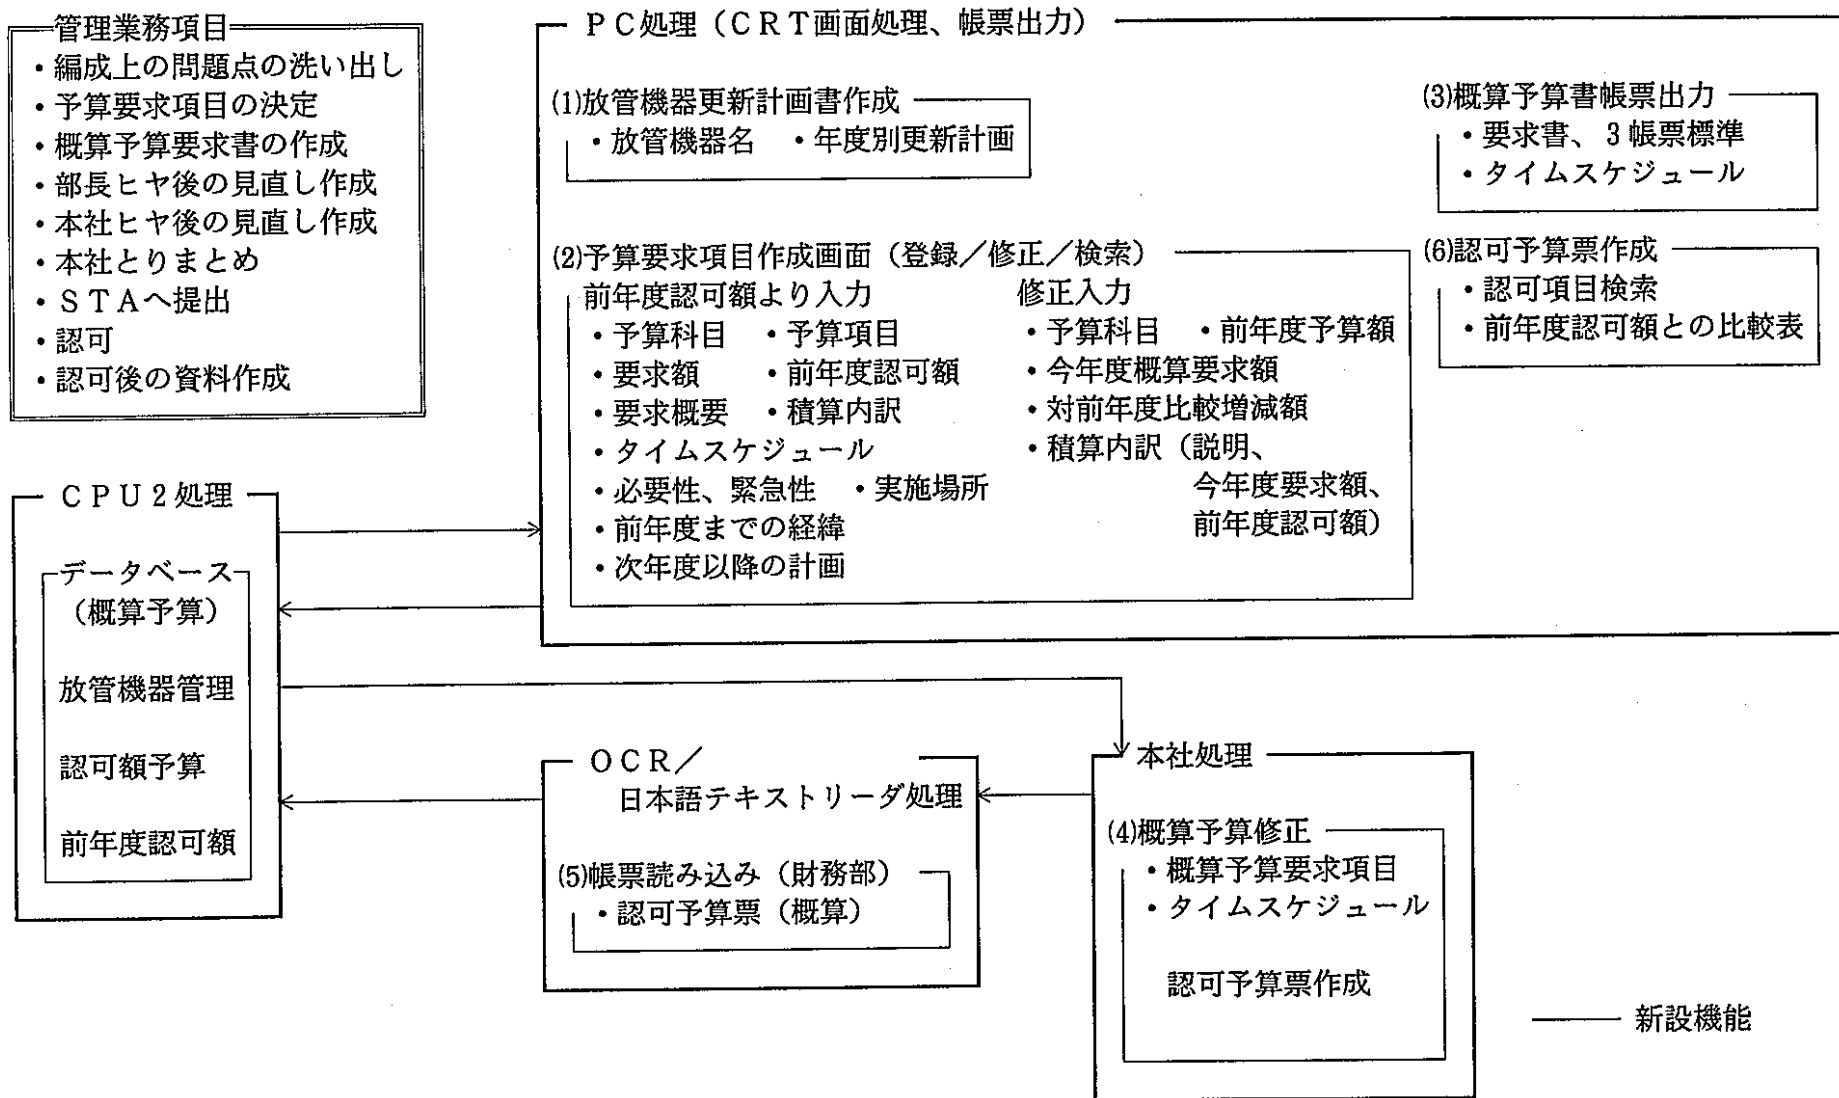 管理業務項目
・編成上の問題点の洗い出し
・予算要求項目の決定
・概算予算要求書の作成
・部長ヒヤ後の見直し作成
・本社ヒヤ後の見直し作成
・本社とりまとめ
・ＳＴＡへ提出
・認可
・認可後の資料作成
ＰＣ処理（ＣＲＴ画面処理、帳票出力）
⑴放管機器更新計画書作成
・放管機器名　・年度別更新計画
⑵予算要求項目作成画面（登録／修正／検索）
前年度認可額より入力
・予算科目　・予算項目
・要求額　・前年度認可額
・要求概要　・積算内訳
・タイムスケジュール
・必要性、緊急性　・実施場所
・前年度までの経緯
・次年度以降の計画
修正入力
・予算科目　・前年度予算額
・今年度概算要求額
・対前年度比較増減額
・積算内訳（説明、
今年度要求額、
前年度認可額）
⑶概算予算書帳票出力
・要求書、３帳票標準
・タイムスケジュール
⑹認可予算票作成
・認可項目検索
・前年度認可額との比較表
ＣＰＵ２処理
データベース
（概算予算）
放管機器管理
認可額予算
前年度認可額
ＯＣＲ／
日本語テキストリーダ処理
⑸帳票読み込み（財務部）
・認可予算票（概算）
本社処理
⑷概算予算修正
・概算予算要求項目
・タイムスケジュール
認可予算票作成
新設機能